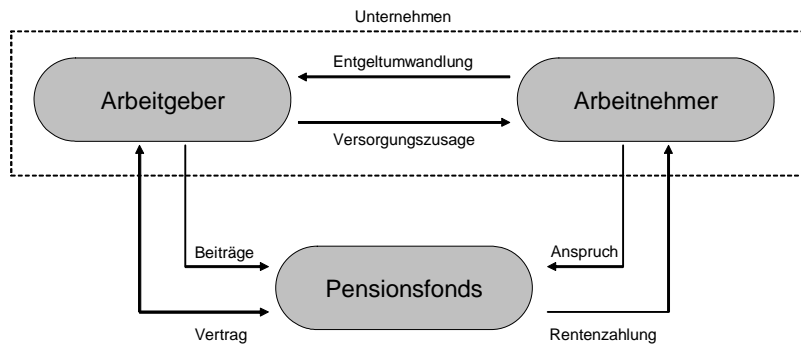 Unternehmen
Entgeltumwandlung
Arbeitgeber
Arbeitnehmer
Versorgungszusage
Beiträge
Anspruch
Pensionsfonds
Vertrag
Rentenzahlung